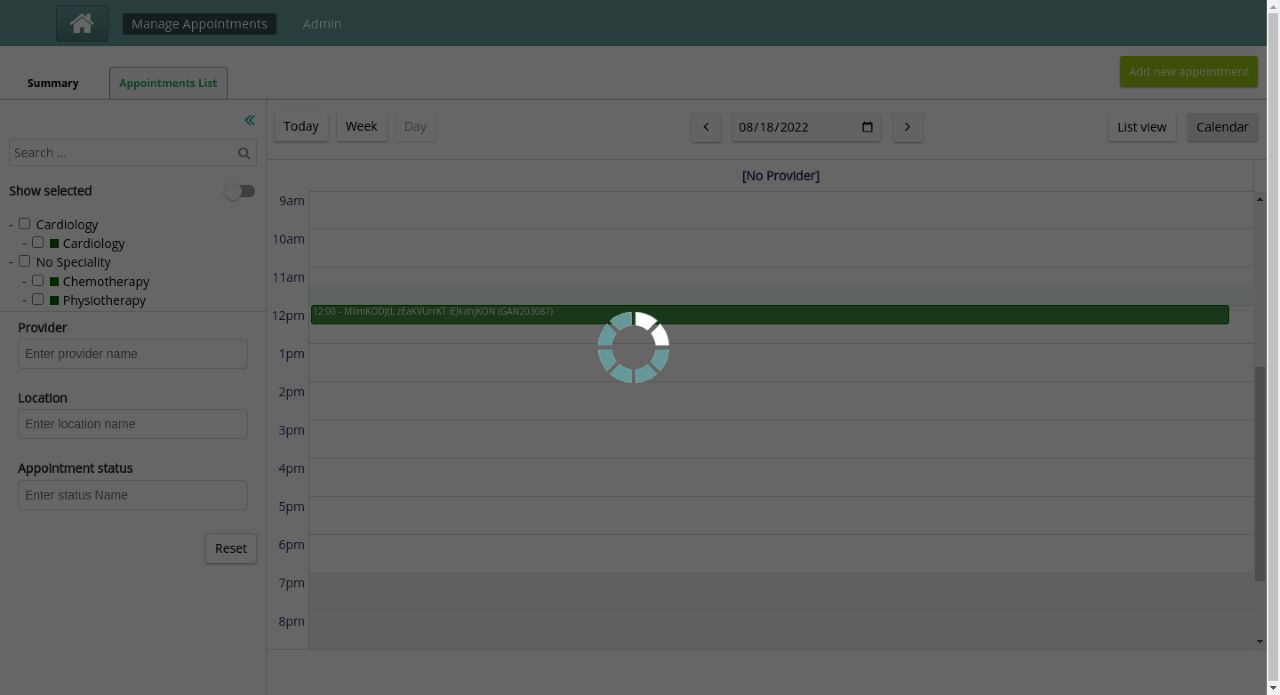 Manage Appointments
Admin
Summary
Appointments List
Add new appointment
Today
Week
Day
08/18/2022
List view
Calendar
Search ...
Show selected
- Cardiology
- Cardiology
- No Speciality
- Chemotherapy
- Physiotherapy
Provider
Enter provider name
Location
Enter location name
Appointment status
Enter status Name
Reset
[No Provider]
9am
10am
11am
12pm
12:00 - (GAN203087)
1pm
2pm
3pm
4pm
5pm
6pm
7pm
8pm